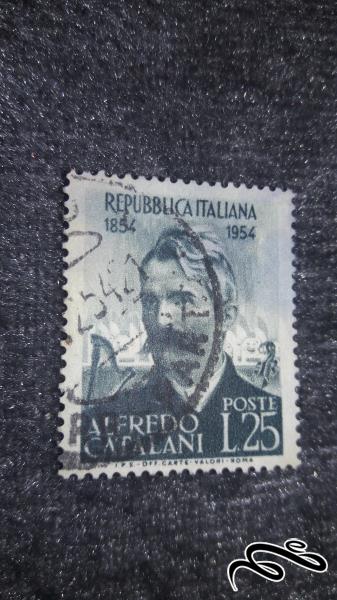 REPUBBLICA ITALIANA
1854 1954
ALFREDO CATALANI
POSTE
L.25
I.P.S.-OFF.CARTE-VALORI-ROMA